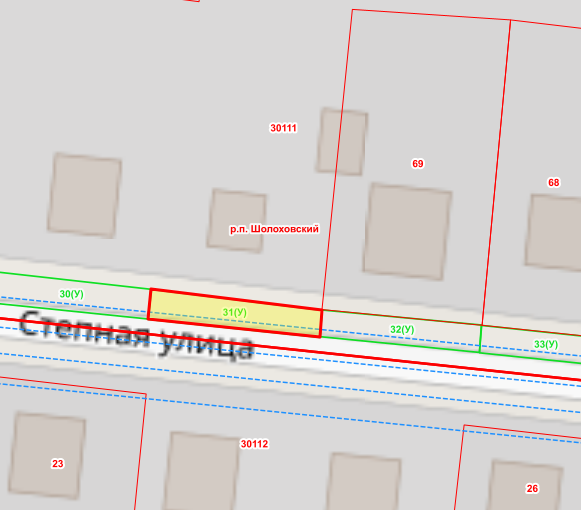 30111
69
68
р.п. Шолоховский
30(У)
31(У)
32(У)
33(У)
Степная улица
30112
23
26